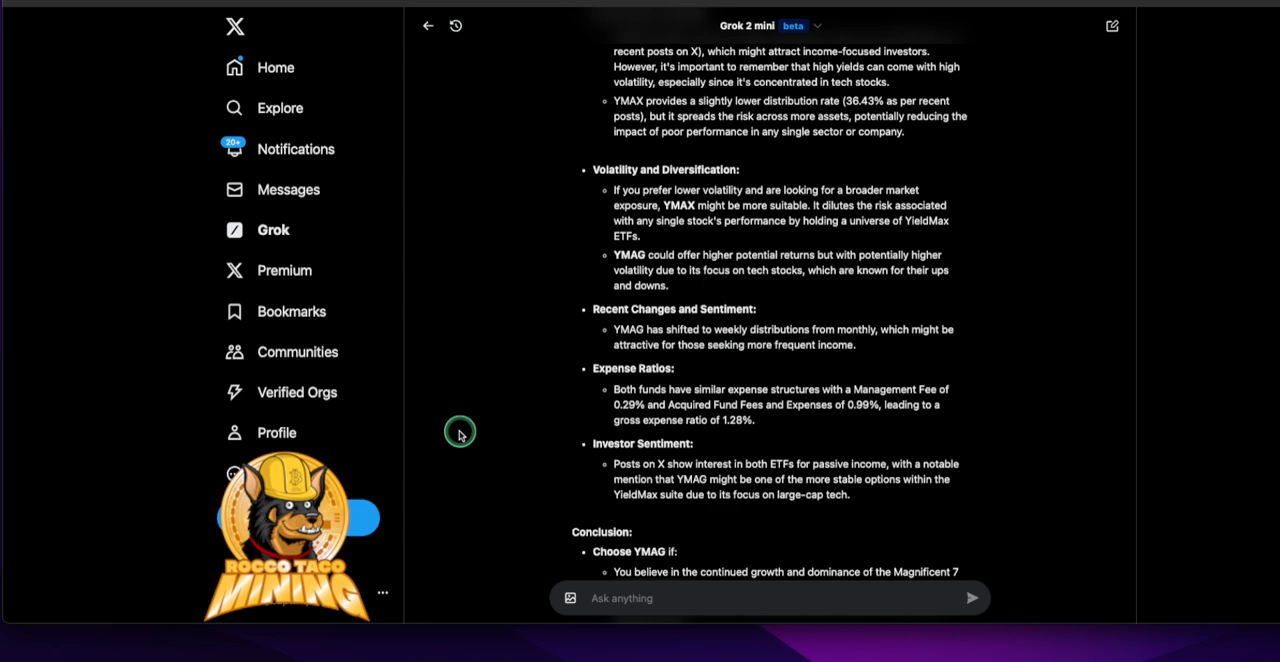 Grok 2 mini beta
Home
Explore
20+
Notifications
Messages
Grok
Premium
Bookmarks
Communities
Verified Orgs
Profile
ROCCO TACO
MINING
recent posts on X), which might attract income-focused investors.
However, it's important to remember that high yields can come with high
volatility, especially since it's concentrated in tech stocks.
YMAX provides a slightly lower distribution rate (36.43% as per recent
posts), but it spreads the risk across more assets, potentially reducing the
impact of poor performance in any single sector or company.
Volatility and Diversification:
If you prefer lower volatility and are looking for a broader market
exposure, YMAX might be more suitable. It dilutes the risk associated
with any single stock's performance by holding a universe of YieldMax
ETFs.
YMAG could offer higher potential returns but with potentially higher
volatility due to its focus on tech stocks, which are known for their ups
and downs.
Recent Changes and Sentiment:
YMAG has shifted to weekly distributions from monthly, which might be
attractive for those seeking more frequent income.
Expense Ratios:
Both funds have similar expense structures with a Management Fee of
0.29% and Acquired Fund Fees and Expenses of 0.99%, leading to a
gross expense ratio of 1.28%.
Investor Sentiment:
Posts on X show interest in both ETFs for passive income, with a notable
mention that YMAG might be one of the more stable options within the
YieldMax suite due to its focus on large-cap tech.
Conclusion:
Choose YMAG if:
You believe in the continued growth and dominance of the Magnificent 7
Ask anything